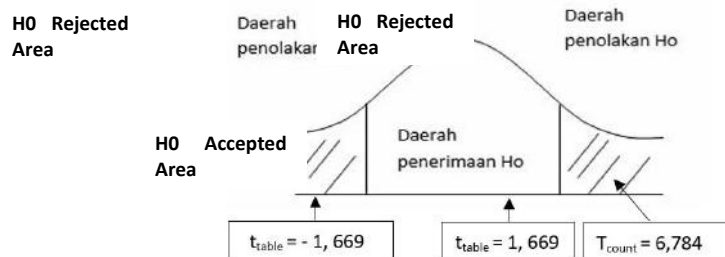 H0 Rejected
Area
Daerah
penolakan
H0 Rejected
Area
Daerah
penolakan Ho
H0 Accepted
Area
Daerah
penerimaan Ho
t_table = - 1, 669
t_table = 1, 669
T_count = 6,784